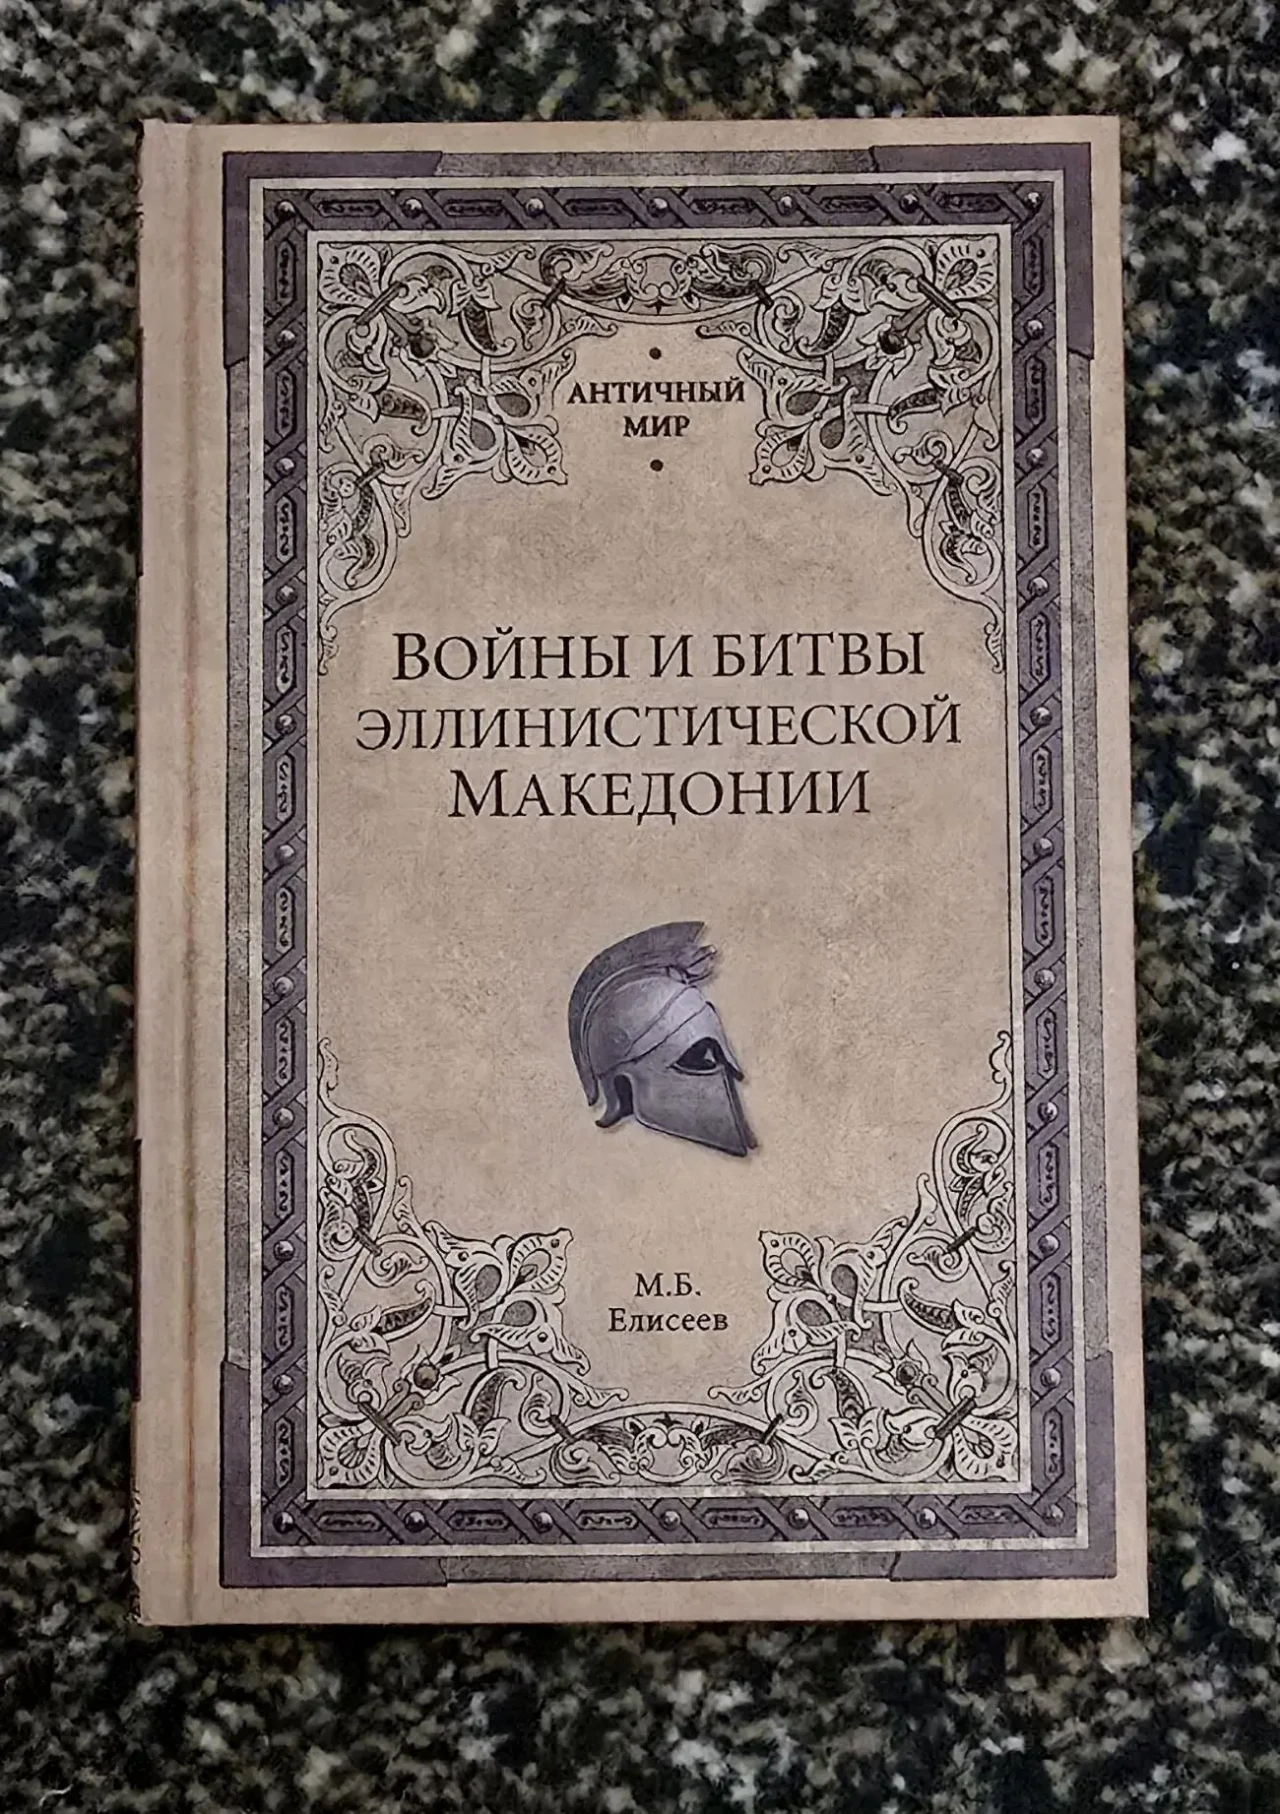 АНТИЧНЫЙ
МИР
ВОЙНЫ И БИТВЫ
ЭЛЛИНИСТИЧЕСКОЙ
МАКЕДОНИИ
М.Б.
Елисеев